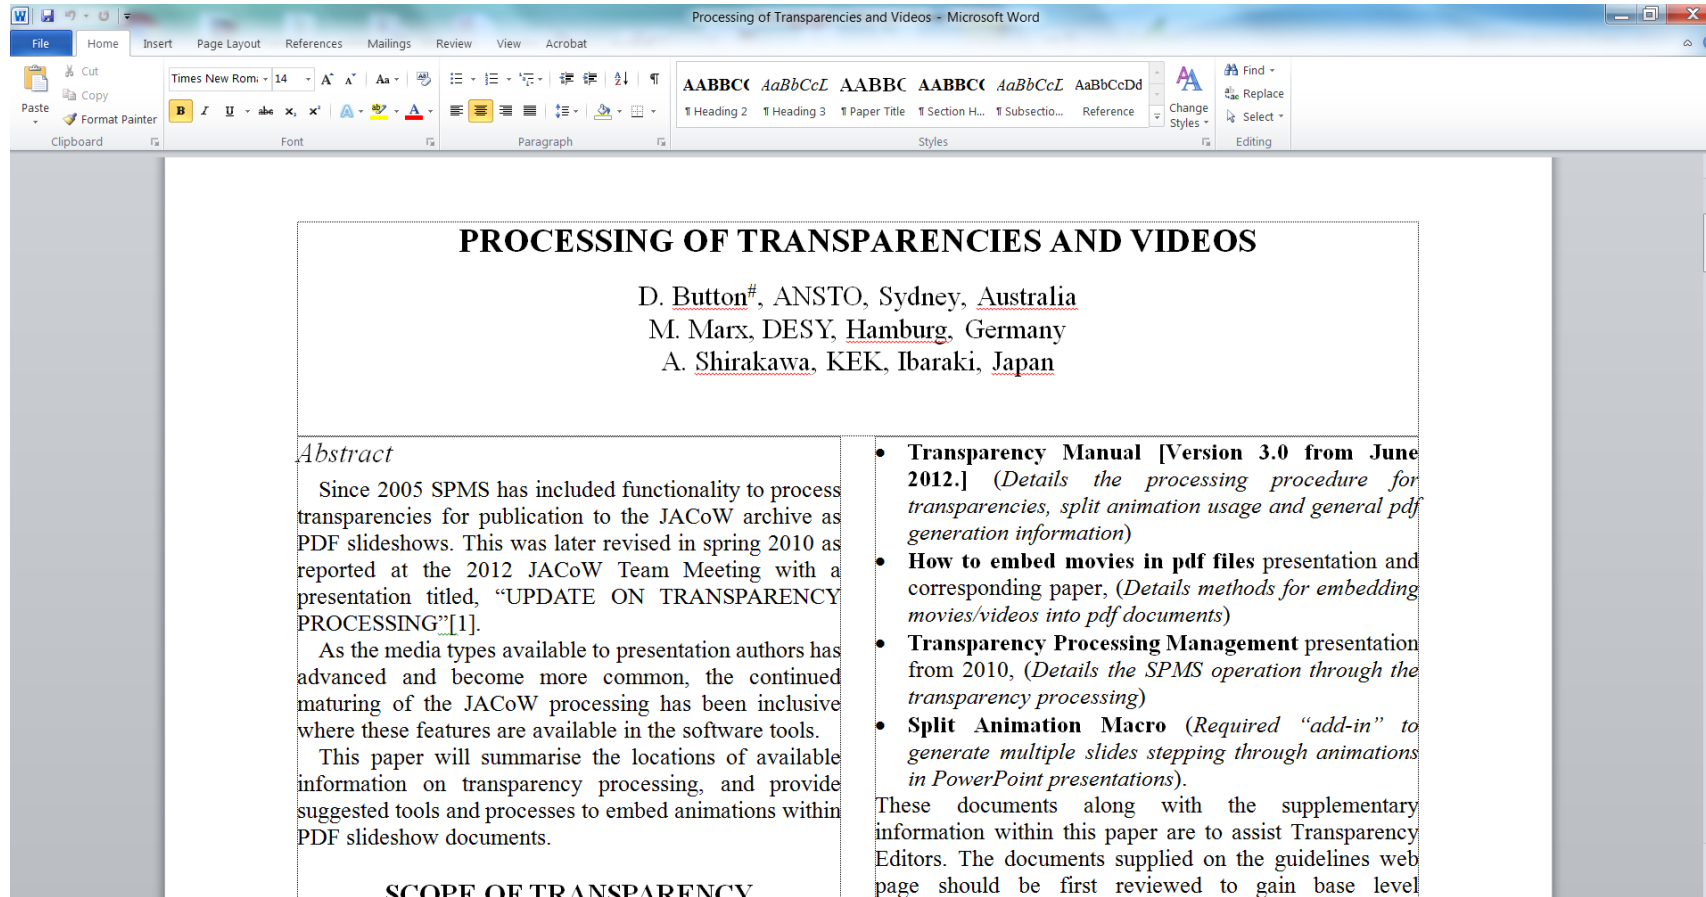 Processing of Transparencies and Videos - Microsoft Word
File Home Insert Page Layout References Mailings Review View Acrobat
Cut
Copy
Format Painter
Paste
Clipboard
Times New Rom 14
Font
Paragraph
AABBC( AaBbCcL AABBC AABBC( AaBbCcL AaBbCcDd
¶ Heading 2 ¶ Heading 3 ¶ Paper Title ¶ Section H... ¶ Subsectio... Reference
Styles
Change
Styles
Find
Replace
Select
Editing
PROCESSING OF TRANSPARENCIES AND VIDEOS
D. Button#, ANSTO, Sydney, Australia
M. Marx, DESY, Hamburg, Germany
A. Shirakawa, KEK, Ibaraki, Japan
Abstract
Since 2005 SPMS has included functionality to process
transparencies for publication to the JACoW archive as
PDF slideshows. This was later revised in spring 2010 as
reported at the 2012 JACoW Team Meeting with a
presentation titled, “UPDATE ON TRANSPARENCY
PROCESSING”[1].
As the media types available to presentation authors has
advanced and become more common, the continued
maturing of the JACoW processing has been inclusive
where these features are available in the software tools.
This paper will summarise the locations of available
information on transparency processing, and provide
suggested tools and processes to embed animations within
PDF slideshow documents.
SCOPE OF TRANSPARENCY
• Transparency Manual [Version 3.0 from June
2012.] (Details the processing procedure for
transparencies, split animation usage and general pdf
generation information)
• How to embed movies in pdf files presentation and
corresponding paper, (Details methods for embedding
movies/videos into pdf documents)
• Transparency Processing Management presentation
from 2010, (Details the SPMS operation through the
transparency processing)
• Split Animation Macro (Required “add-in” to
generate multiple slides stepping through animations
in PowerPoint presentations).
These documents along with the supplementary
information within this paper are to assist Transparency
Editors. The documents supplied on the guidelines web
page should be first reviewed to gain base level